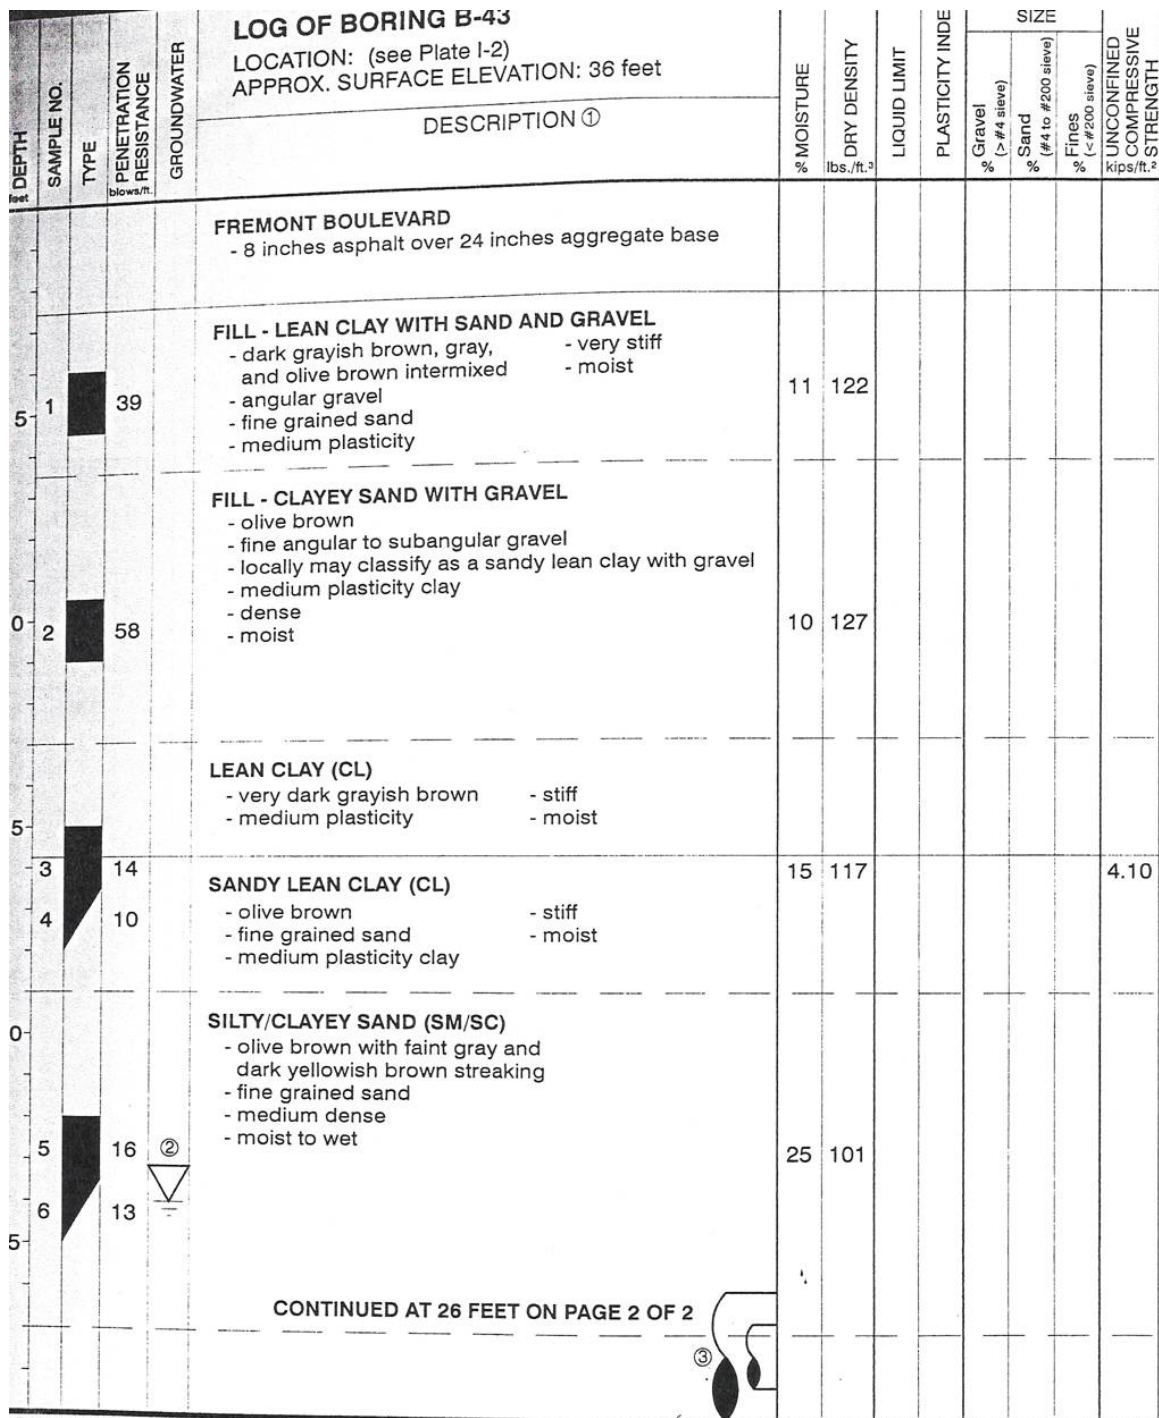 LOG OF BORING B-43
LOCATION: (see Plate I-2)
APPROX. SURFACE ELEVATION: 36 feet
DESCRIPTION ①
DEPTH
feet
SAMPLE NO.
TYPE
PENETRATION RESISTANCE
blows/ft.
GROUNDWATER
% MOISTURE
%
DRY DENSITY
lbs./ft.³
LIQUID LIMIT
PLASTICITY INDE
SIZE
Gravel (> #4 sieve)
%
Sand (#4 to #200 sieve)
%
Fines (< #200 sieve)
%
UNCONFINED COMPRESSIVE STRENGTH
kips/ft.²
FREMONT BOULEVARD
- 8 inches asphalt over 24 inches aggregate base
FILL - LEAN CLAY WITH SAND AND GRAVEL
- dark grayish brown, gray, - very stiff
and olive brown intermixed - moist
- angular gravel
- fine grained sand
- medium plasticity
5 1 39 11 122
FILL - CLAYEY SAND WITH GRAVEL
- olive brown
- fine angular to subangular gravel
- locally may classify as a sandy lean clay with gravel
- medium plasticity clay
- dense
- moist
0 2 58 10 127
LEAN CLAY (CL)
- very dark grayish brown - stiff
- medium plasticity - moist
5
3 14 15 117 4.10
SANDY LEAN CLAY (CL)
4 10
- olive brown - stiff
- fine grained sand - moist
- medium plasticity clay
SILTY/CLAYEY SAND (SM/SC)
0
- olive brown with faint gray and
dark yellowish brown streaking
- fine grained sand
- medium dense
- moist to wet
5 16 ② 25 101
6 13
5
CONTINUED AT 26 FEET ON PAGE 2 OF 2
③